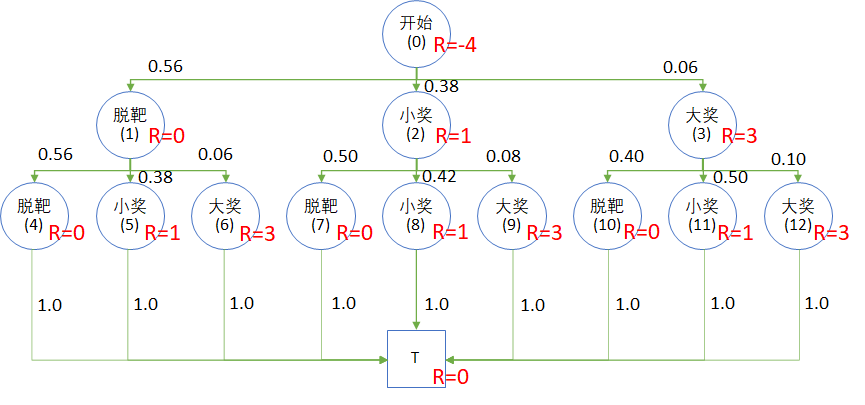 开始
(0)
R=-4
0.56
0.38
0.06
脱靶
(1)
R=0
小奖
(2)
R=1
大奖
(3)
R=3
0.56
0.38
0.06
0.50
0.42
0.08
0.40
0.50
0.10
脱靶
(4)
R=0
小奖
(5)
R=1
大奖
(6)
R=3
脱靶
(7)
R=0
小奖
(8)
R=1
大奖
(9)
R=3
脱靶
(10)
R=0
小奖
(11)
R=1
大奖
(12)
R=3
1.0
1.0
1.0
1.0
1.0
1.0
1.0
1.0
1.0
T
R=0